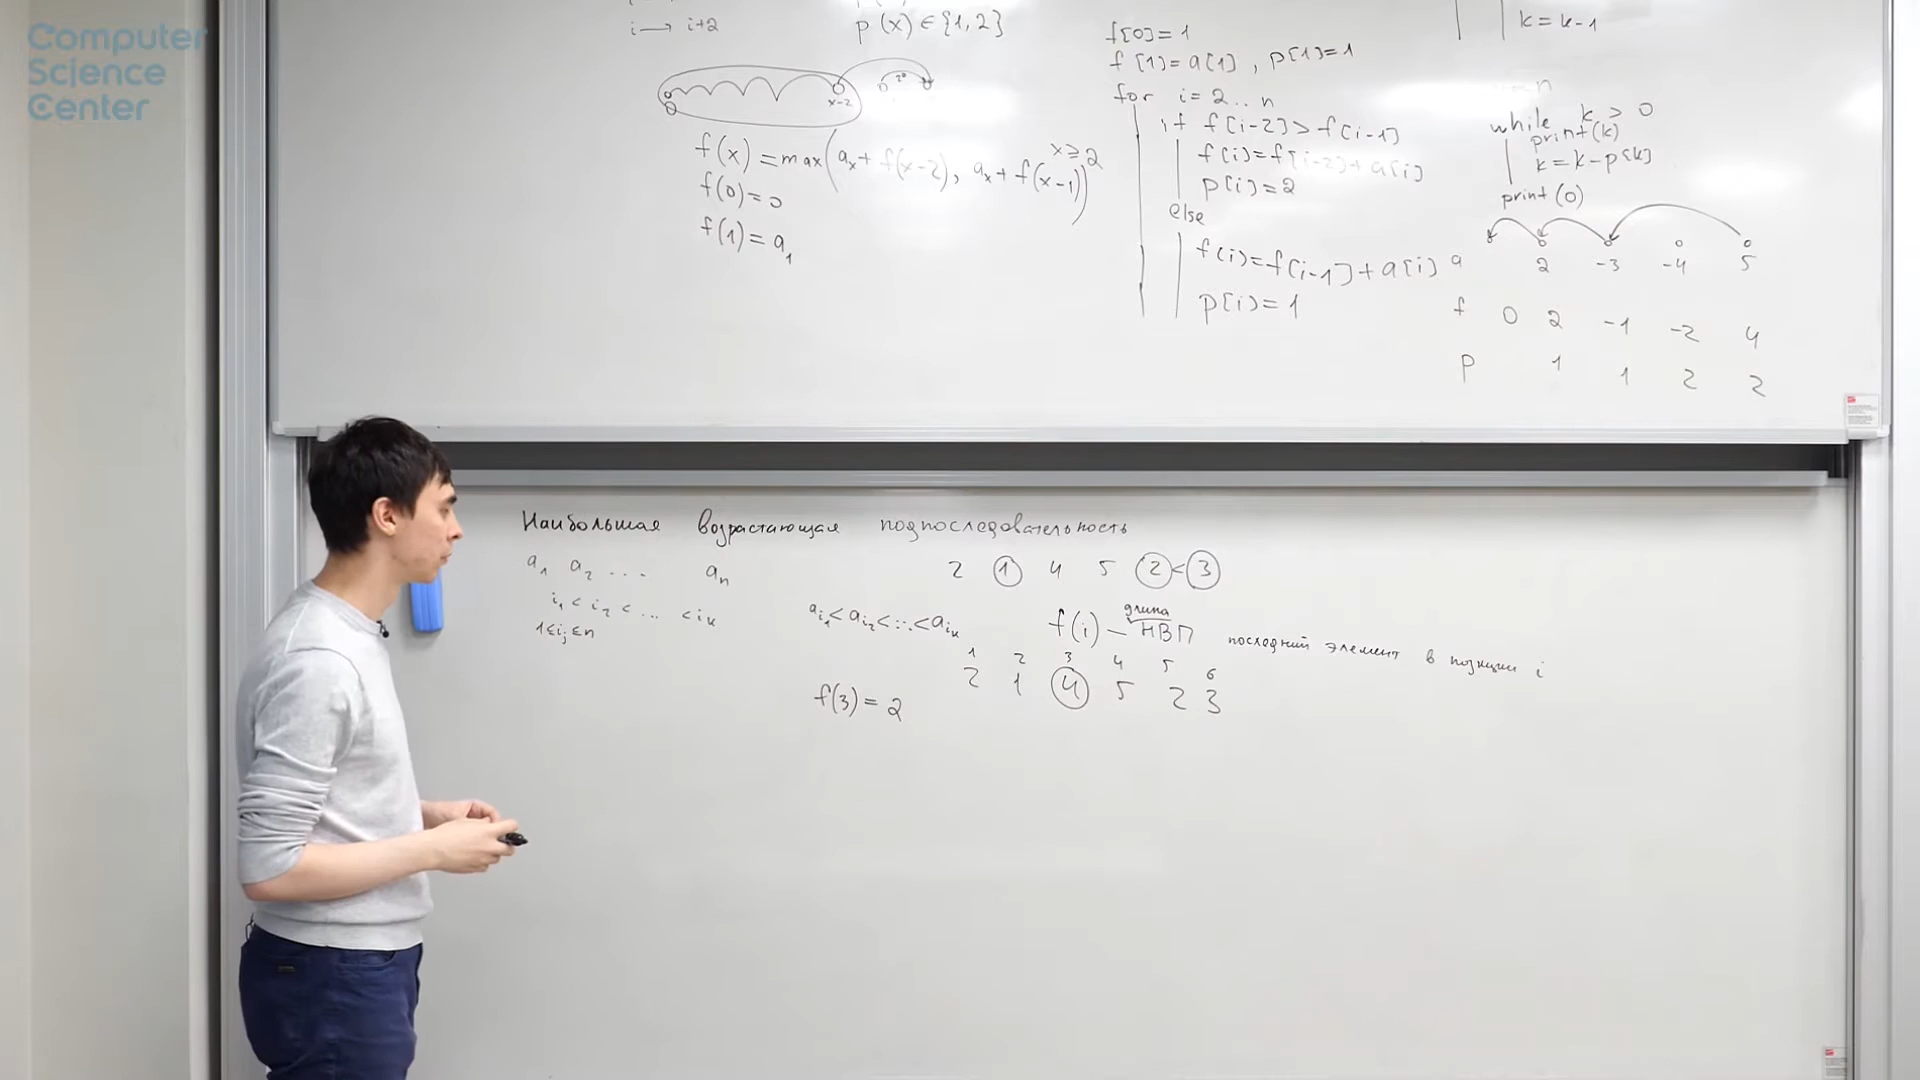 Computer
Science
Center
i → i+2
p(x) ∈ {1,2}
0
x-2
f(x) = max(aₓ + f(x-2), aₓ + f(x-1))
x ≥ 2
f(0) = 0
f(1) = a₁
f[0] = 1
f[1] = a[1], p[1] = 1
for i = 2 .. n
if f[i-2] > f[i-1]
f[i] = f[i-2] + a[i]
p[i] = 2
else
f[i] = f[i-1] + a[i]
p[i] = 1
k = k-1
while k > 0
print(k)
k = k - p[k]
print(0)
a 2 -3 -4 5
f 0 2 -1 -2 4
p 1 1 2 2
Наибольшая возрастающая подпоследовательность
a₁ a₂ ... aₙ
2 1 4 5 2 < 3
i₁ < i₂ < ... < iₖ
a_i₁ < a_i₂ < ... < a_iₖ
1 ≤ iⱼ ≤ n
f(i) — длина НВП последний элемент в позиции i
1 2 3 4 5 6
2 1 4 5 2 3
f(3) = 2